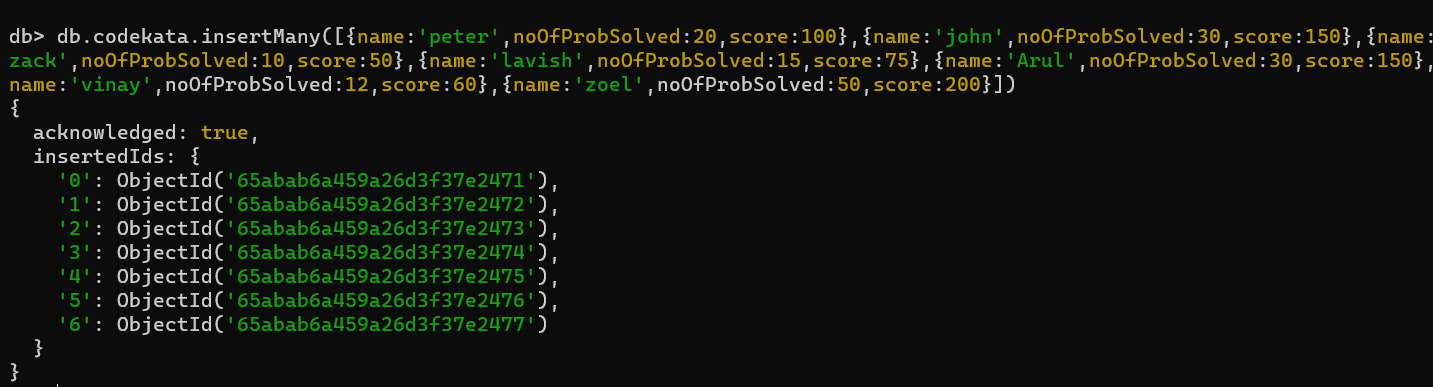 db> db.codekata.insertMany([{name:'peter',noOfProbSolved:20,score:100},{name:'john',noOfProbSolved:30,score:150},{name:
zack',noOfProbSolved:10,score:50},{name:'lavish',noOfProbSolved:15,score:75},{name:'Arul',noOfProbSolved:30,score:150},
name:'vinay',noOfProbSolved:12,score:60},{name:'zoel',noOfProbSolved:50,score:200}])
{
  acknowledged: true,
  insertedIds: {
    '0': ObjectId('65abab6a459a26d3f37e2471'),
    '1': ObjectId('65abab6a459a26d3f37e2472'),
    '2': ObjectId('65abab6a459a26d3f37e2473'),
    '3': ObjectId('65abab6a459a26d3f37e2474'),
    '4': ObjectId('65abab6a459a26d3f37e2475'),
    '5': ObjectId('65abab6a459a26d3f37e2476'),
    '6': ObjectId('65abab6a459a26d3f37e2477')
  }
}